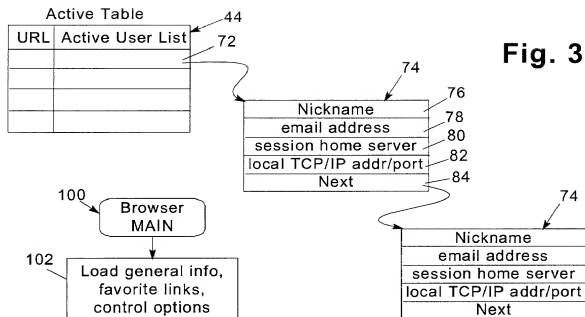 Active Table
URL Active User List 44
72
Fig. 3
74
Nickname 76
email address 78
session home server 80
local TCP/IP addr/port 82
Next 84
100 Browser
MAIN
74
102
Load general info,
favorite links,
control options
Nickname
email address
session home server
local TCP/IP addr/port
Next